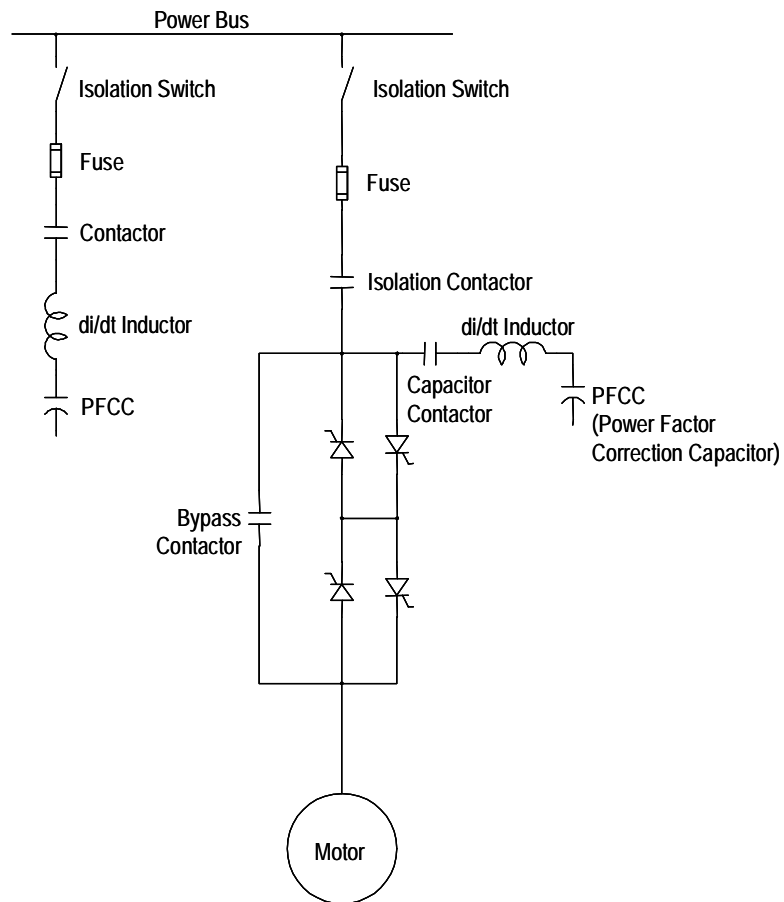 Power Bus
Isolation Switch
Isolation Switch
Fuse
Fuse
Contactor
Isolation Contactor
di/dt Inductor
di/dt Inductor
PFCC
Capacitor
Contactor
PFCC
(Power Factor
Correction Capacitor)
Bypass
Contactor
Motor